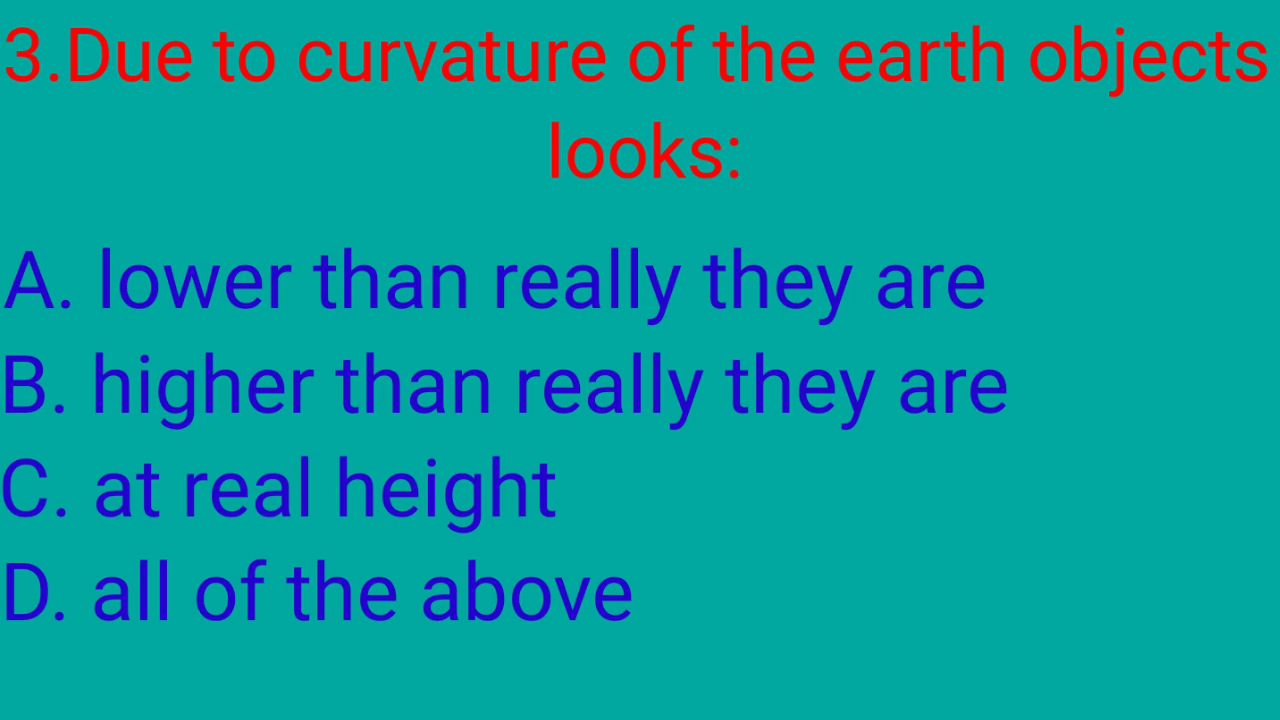 3.Due to curvature of the earth objects
looks:
A. lower than really they are
B. higher than really they are
C. at real height
D. all of the above